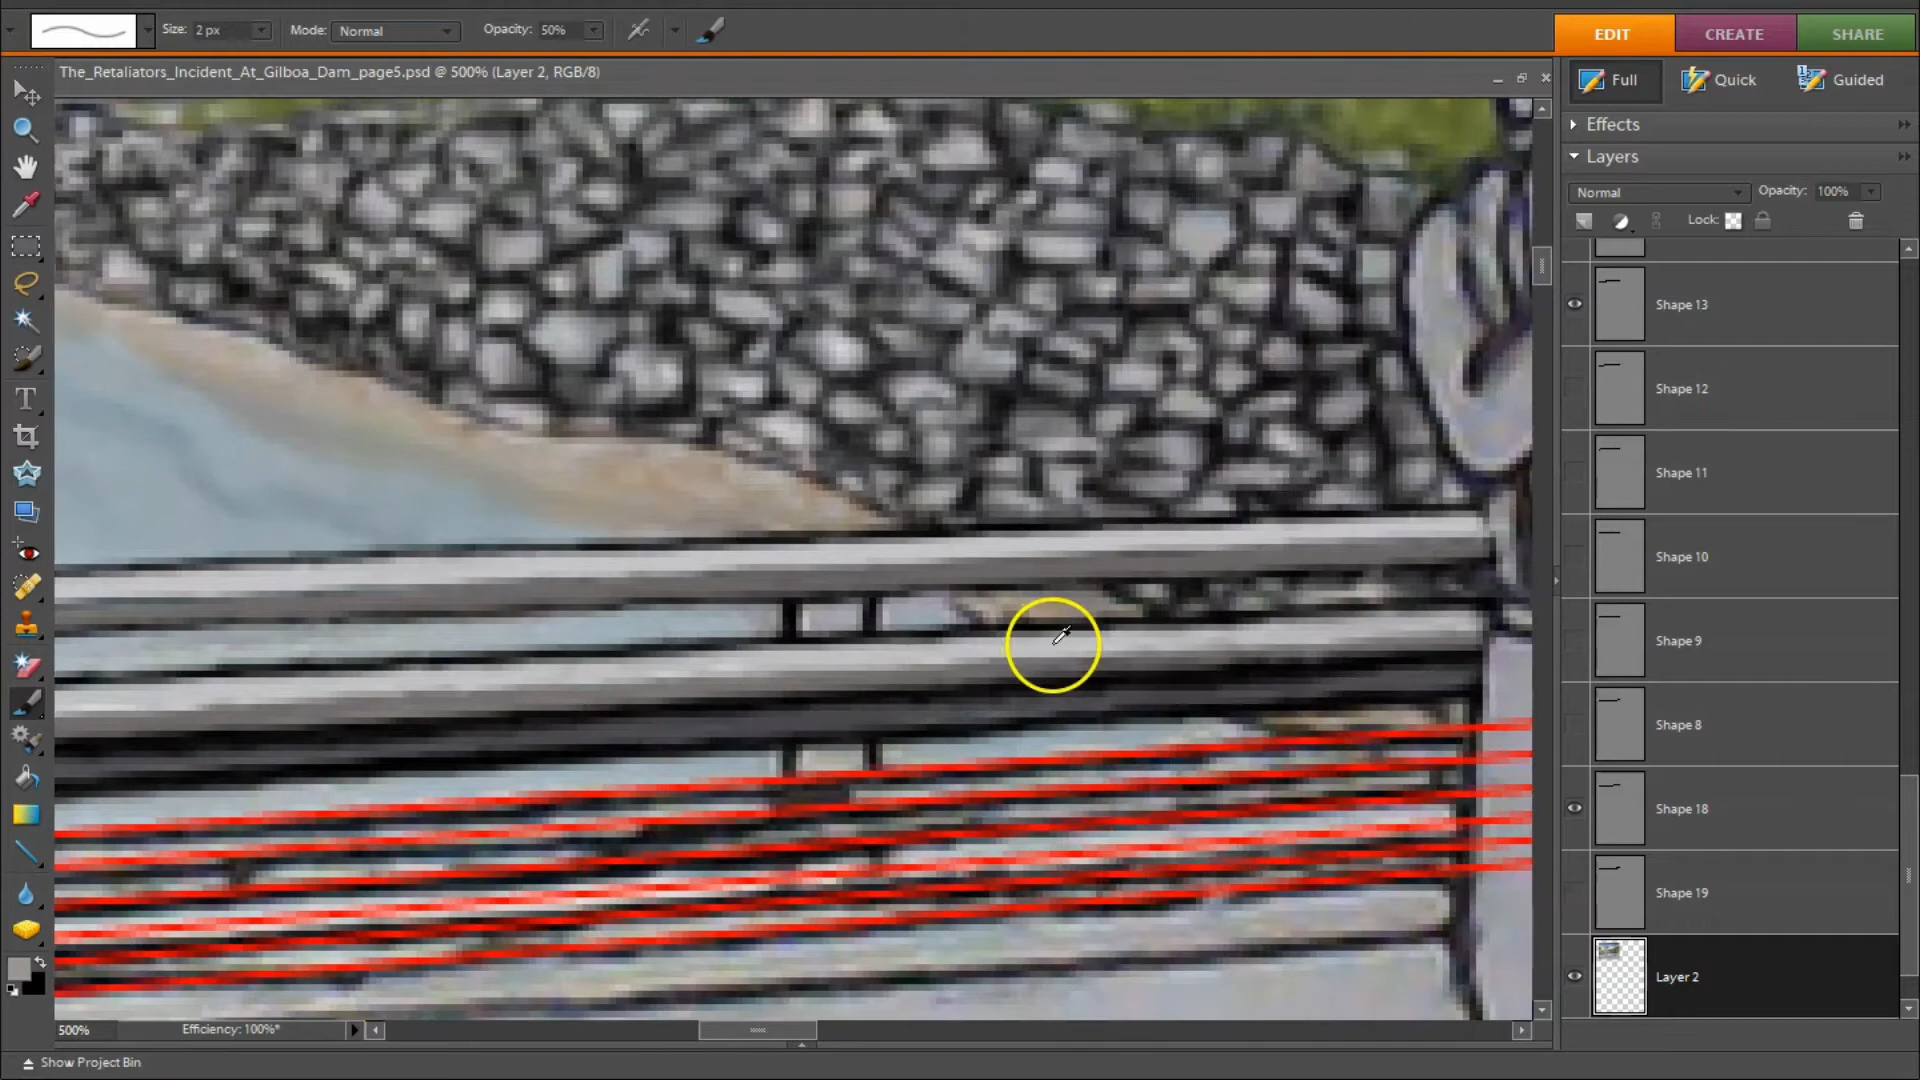 Size: 2 px Mode: Normal Opacity: 50%
EDIT CREATE SHARE
The_Retaliators_Incident_At_Gilboa_Dam_page5.psd @ 500% (Layer 2, RGB/8)
Full Quick Guided
Effects
Layers
Normal Opacity: 100%
Lock:
Shape 13
Shape 12
Shape 11
Shape 10
Shape 9
Shape 8
Shape 18
Shape 19
Layer 2
500% Efficiency: 100%*
Show Project Bin